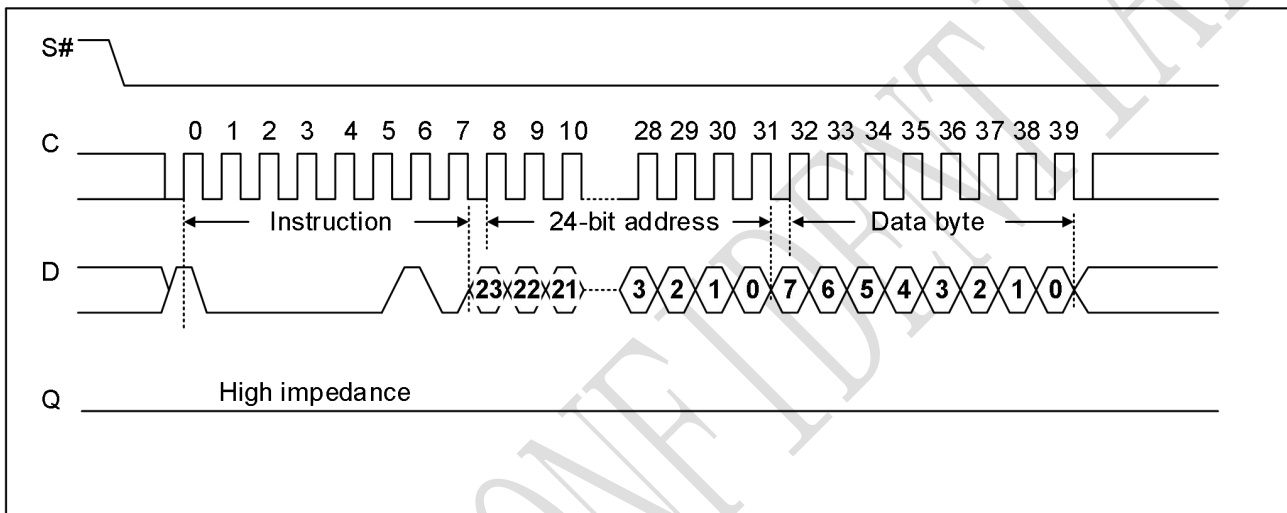 S#
0 1 2 3 4 5 6 7 8 9 10 28 29 30 31 32 33 34 35 36 37 38 39
C
Instruction 24-bit address Data byte
D
23 22 21 3 2 1 0 7 6 5 4 3 2 1 0
High impedance
Q
CONFIDENTIAL